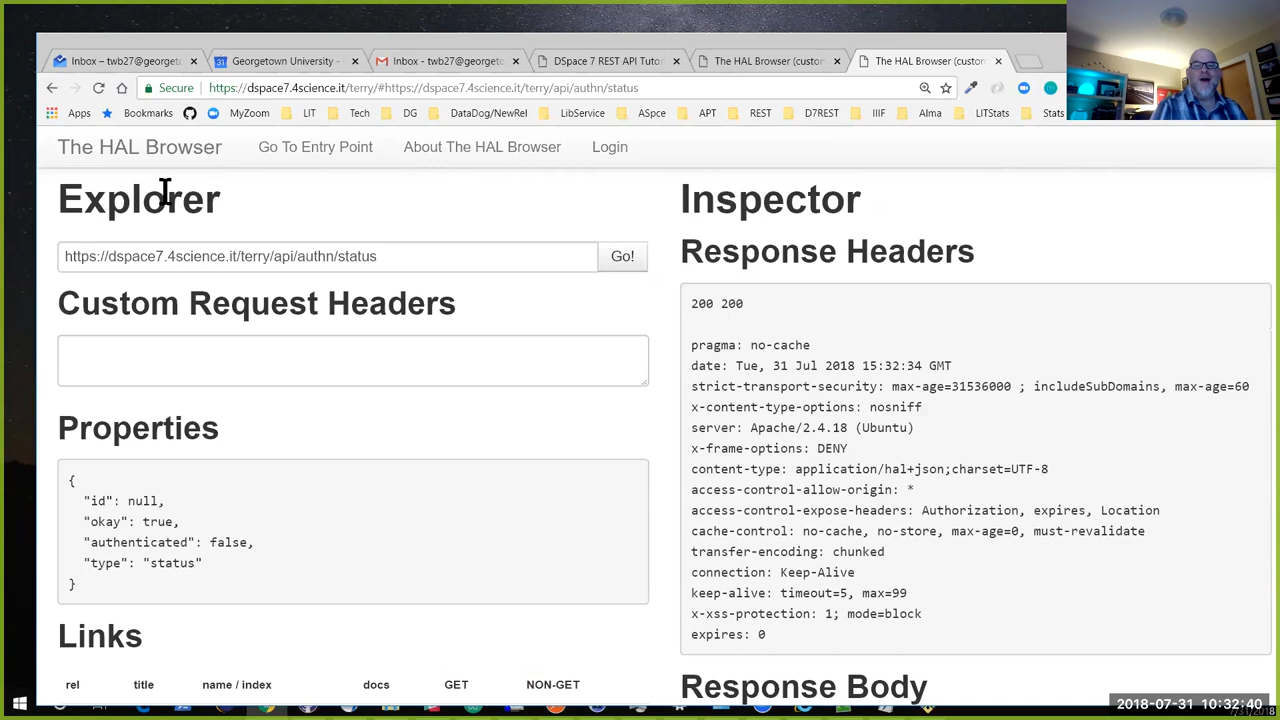 Inbox – twb27@georgeto
Georgetown University -
Inbox - twb27@georgeto
DSpace 7 REST API Tutor
The HAL Browser (custom
The HAL Browser (custom
Secure https://dspace7.4science.it/terry/#https://dspace7.4science.it/terry/api/authn/status
Apps Bookmarks MyZoom LIT Tech DG DataDog/NewRel LibService ASpce APT REST D7REST IIIF Alma LITStats Stats
The HAL Browser Go To Entry Point About The HAL Browser Login
Explorer
https://dspace7.4science.it/terry/api/authn/status Go!
Custom Request Headers
Properties
{
"id": null,
"okay": true,
"authenticated": false,
"type": "status"
}
Links
rel title name / index docs GET NON-GET
Inspector
Response Headers
200 200
pragma: no-cache
date: Tue, 31 Jul 2018 15:32:34 GMT
strict-transport-security: max-age=31536000 ; includeSubDomains, max-age=60
x-content-type-options: nosniff
server: Apache/2.4.18 (Ubuntu)
x-frame-options: DENY
content-type: application/hal+json;charset=UTF-8
access-control-allow-origin: *
access-control-expose-headers: Authorization, expires, Location
cache-control: no-cache, no-store, max-age=0, must-revalidate
transfer-encoding: chunked
connection: Keep-Alive
keep-alive: timeout=5, max=99
x-xss-protection: 1; mode=block
expires: 0
Response Body
2018-07-31 10:32:40